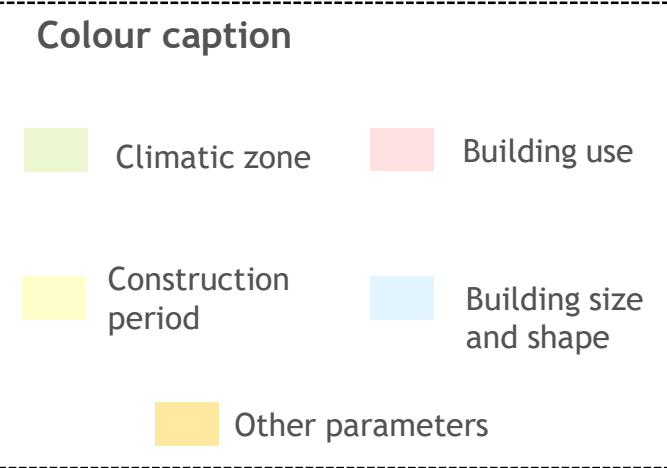 Colour caption
Climatic zone
Building use
Construction
period
Building size
and shape
Other parameters